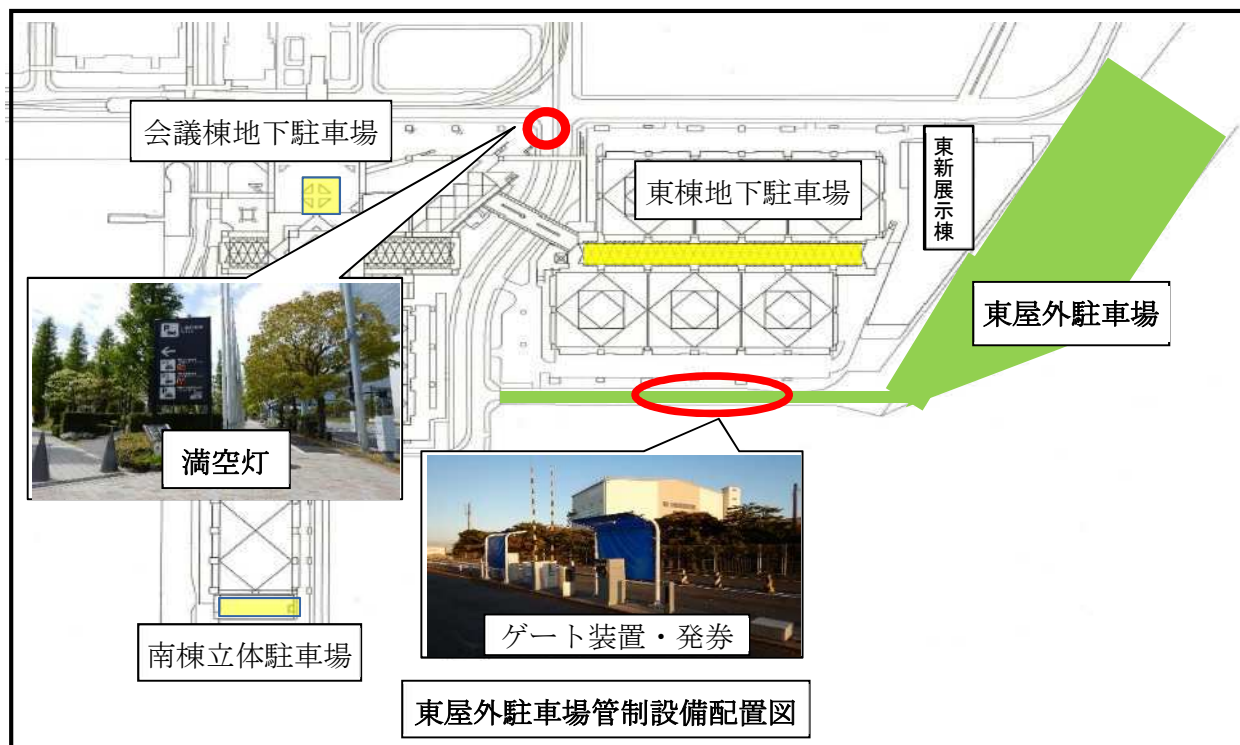 会議棟地下駐車場
東棟地下駐車場
東新展示棟
東屋外駐車場
P
満空灯
ゲート装置・発券
南棟立体駐車場
東屋外駐車場管制設備配置図